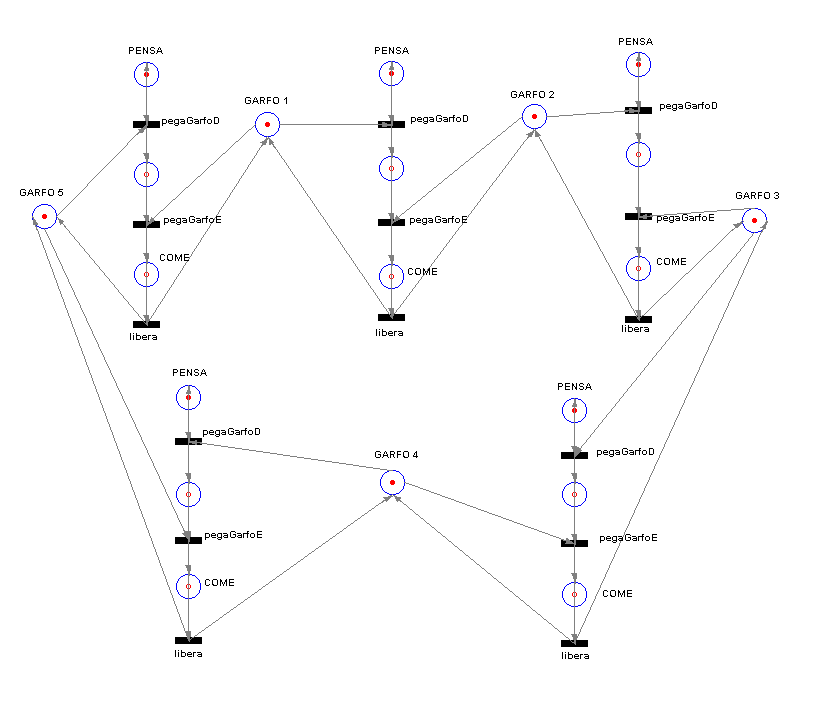 PENSA
PENSA
PENSA
GARFO 1
GARFO 2
pegaGarfoD
pegaGarfoD
pegaGarfoD
GARFO 5
GARFO 3
pegaGarfoE
pegaGarfoE
pegaGarfoE
COME
COME
COME
libera
libera
libera
PENSA
PENSA
pegaGarfoD
GARFO 4
pegaGarfoD
pegaGarfoE
pegaGarfoE
COME
COME
libera
libera